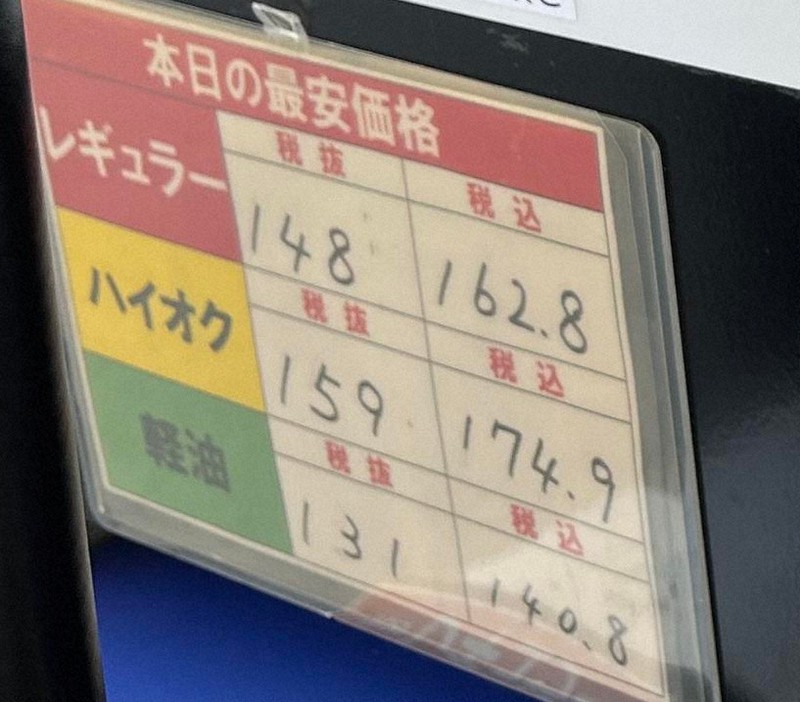 本日の最安価格
レギュラー
税抜 税込
148 162.8
ハイオク
税抜 税込
159 174.9
軽油
税抜 税込
131 140.8